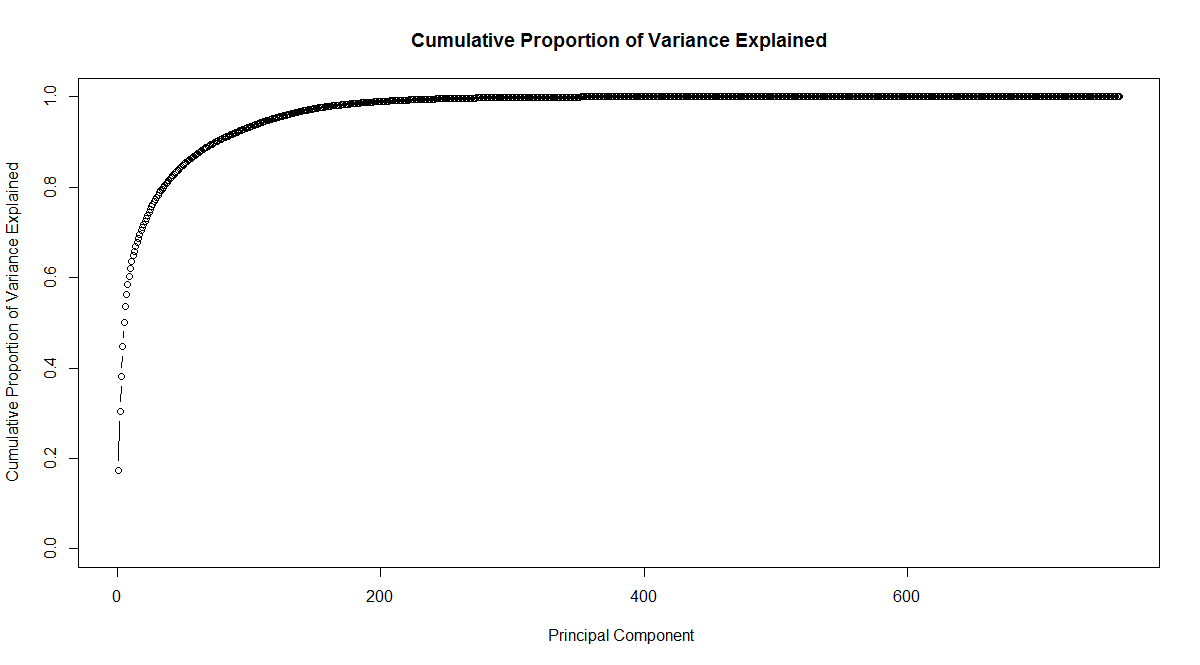 Cumulative Proportion of Variance Explained
Cumulative Proportion of Variance Explained
1.0
0.8
0.6
0.4
0.2
0.0
0 200 400 600
Principal Component